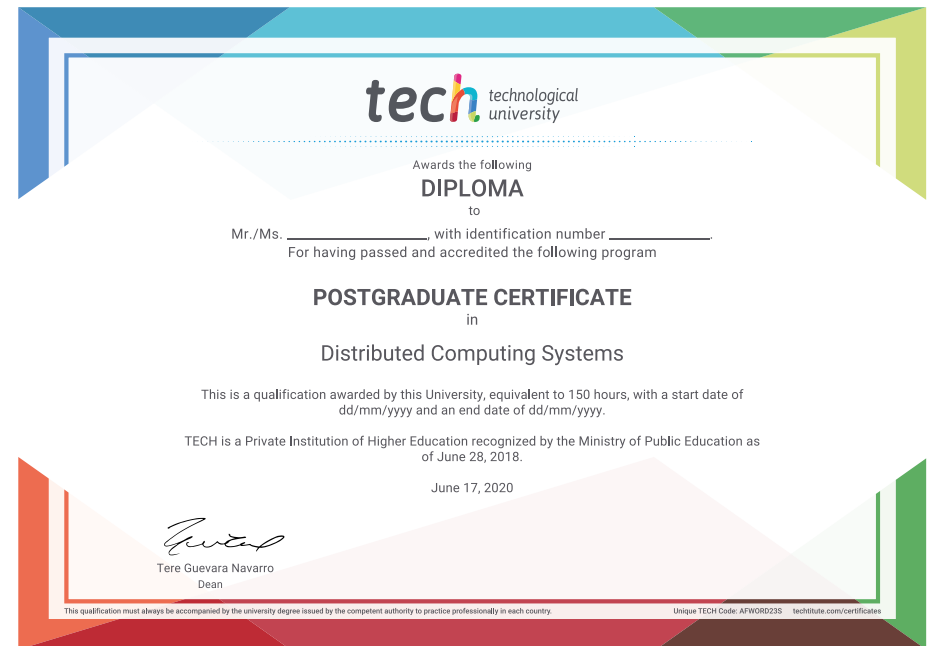 tech technological
university
Awards the following
DIPLOMA
to
Mr./Ms. ____________________, with identification number ______________.
For having passed and accredited the following program
POSTGRADUATE CERTIFICATE
in
Distributed Computing Systems
This is a qualification awarded by this University, equivalent to 150 hours, with a start date of
dd/mm/yyyy and an end date of dd/mm/yyyy.
TECH is a Private Institution of Higher Education recognized by the Ministry of Public Education as
of June 28, 2018.
June 17, 2020
Tere Guevara Navarro
Dean
This qualification must always be accompanied by the university degree issued by the competent authority to practice professionally in each country.
Unique TECH Code: AFWORD23S techtitute.com/certificates